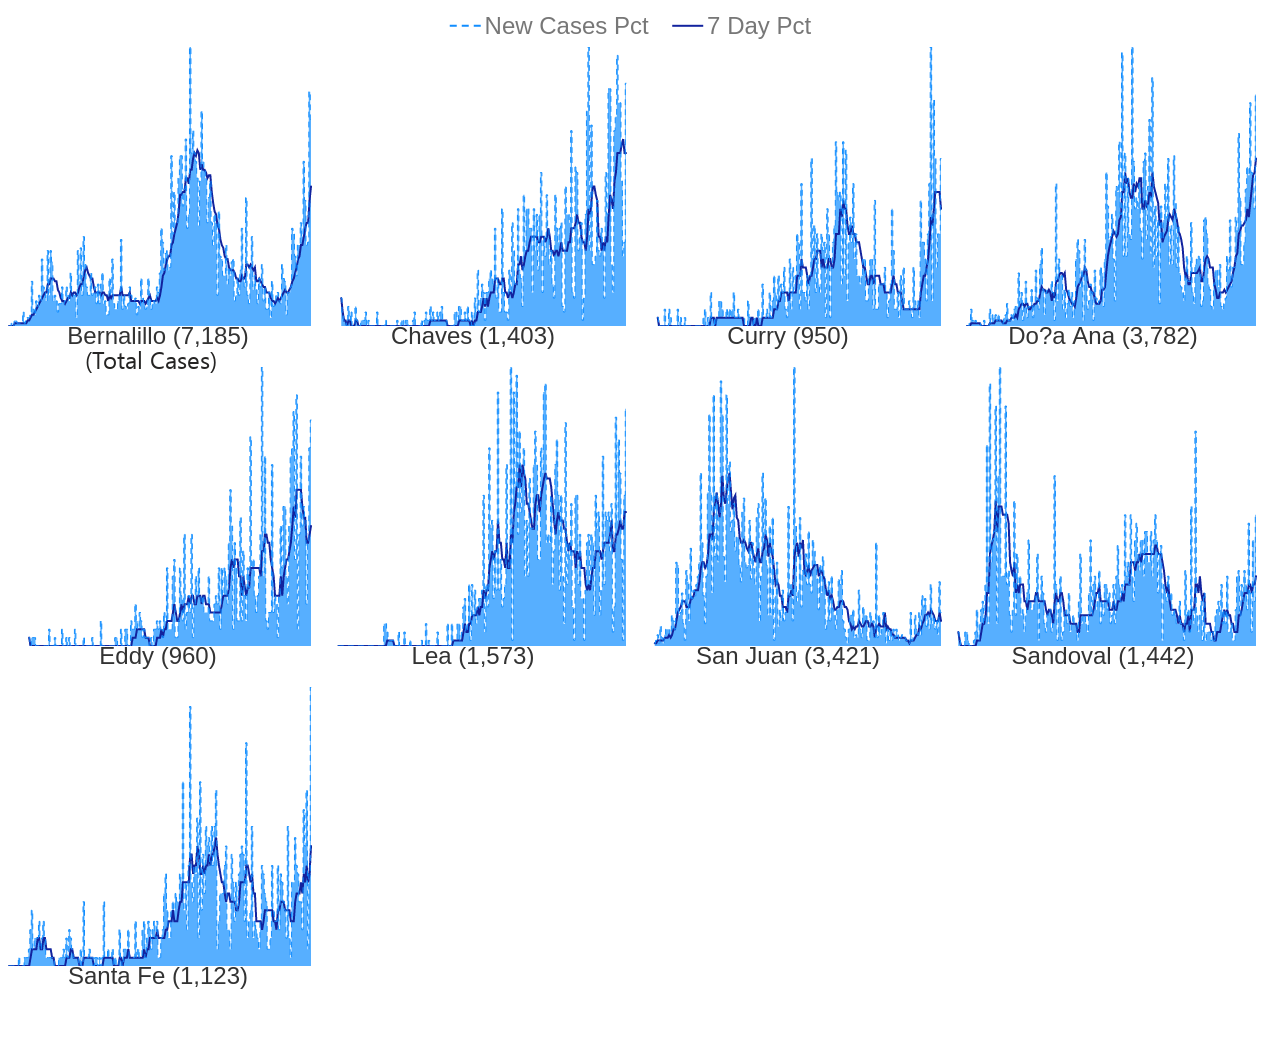 New Cases Pct 7 Day Pct
Bernalillo (7,185)
(Total Cases)
Chaves (1,403)
Curry (950)
Do?a Ana (3,782)
Eddy (960)
Lea (1,573)
San Juan (3,421)
Sandoval (1,442)
Santa Fe (1,123)